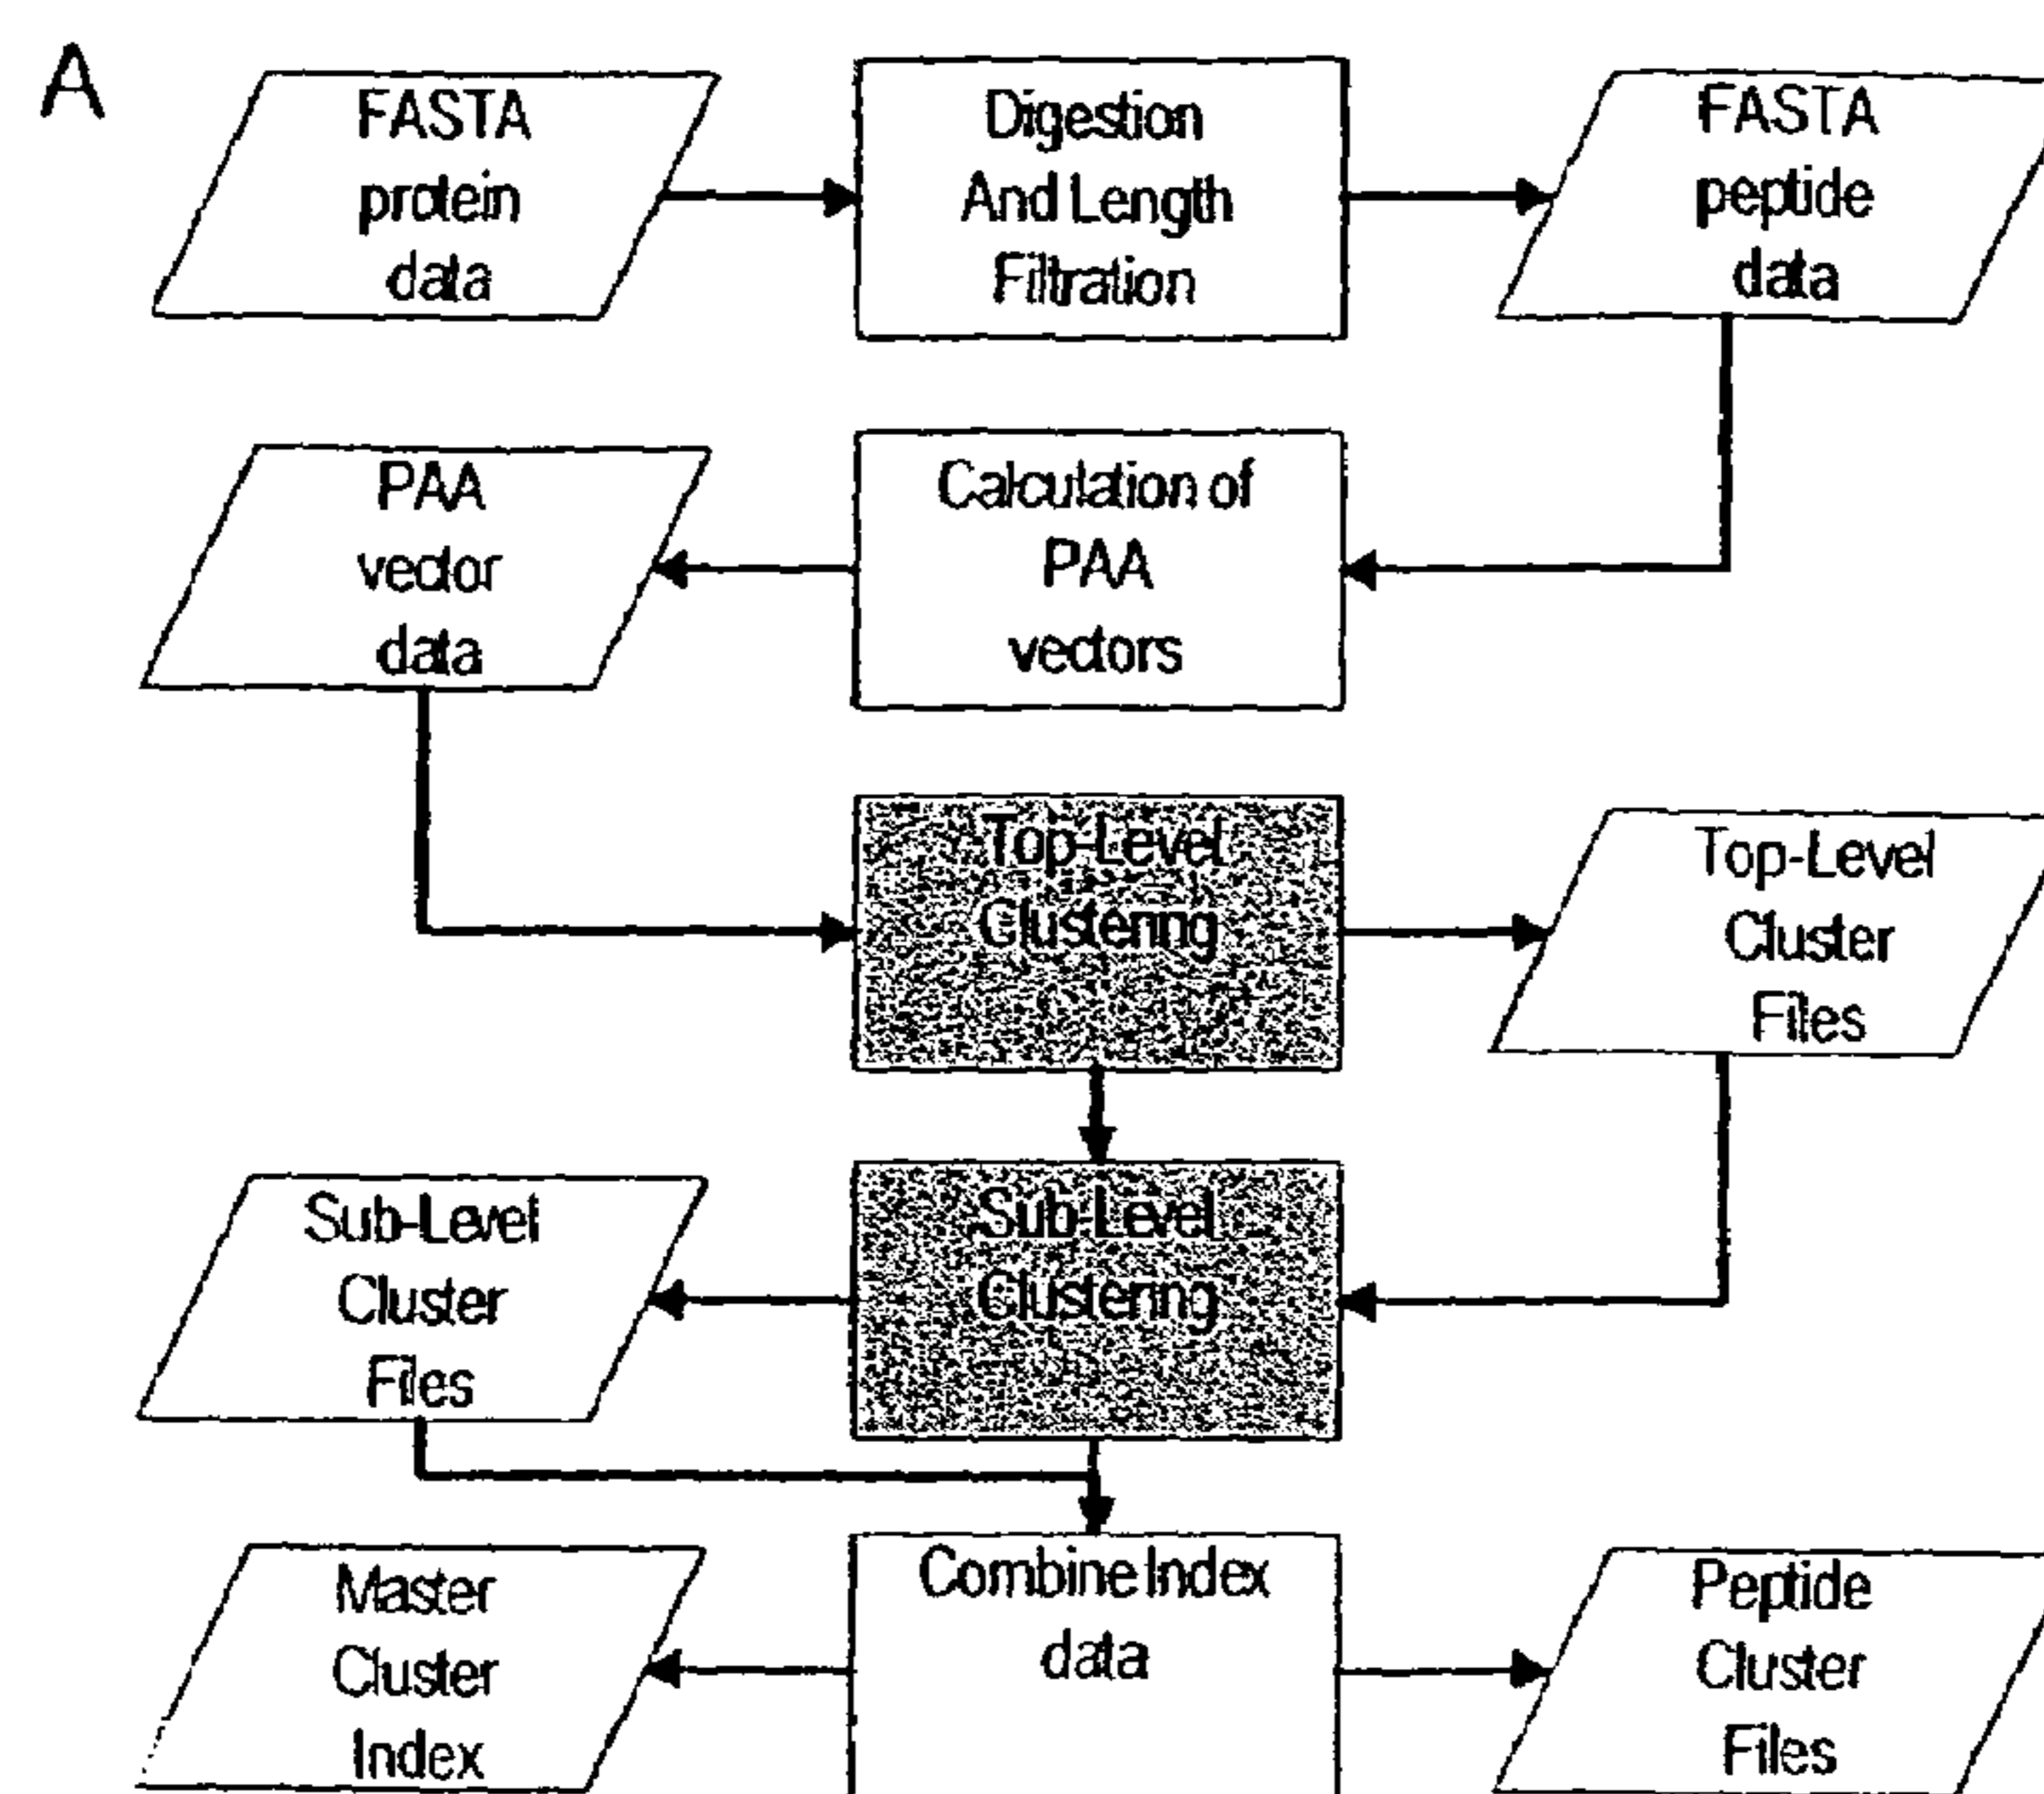 A
FASTA
protein
data
Digestion
And Length
Filtration
FASTA
peptide
data
PAA
vector
data
Calculation of
PAA
vectors
Top-Level
Clustering
Top-Level
Cluster
Files
Sub-Level
Cluster
Files
Sub-Level
Clustering
Master
Cluster
Index
Combine Index
data
Peptide
Cluster
Files